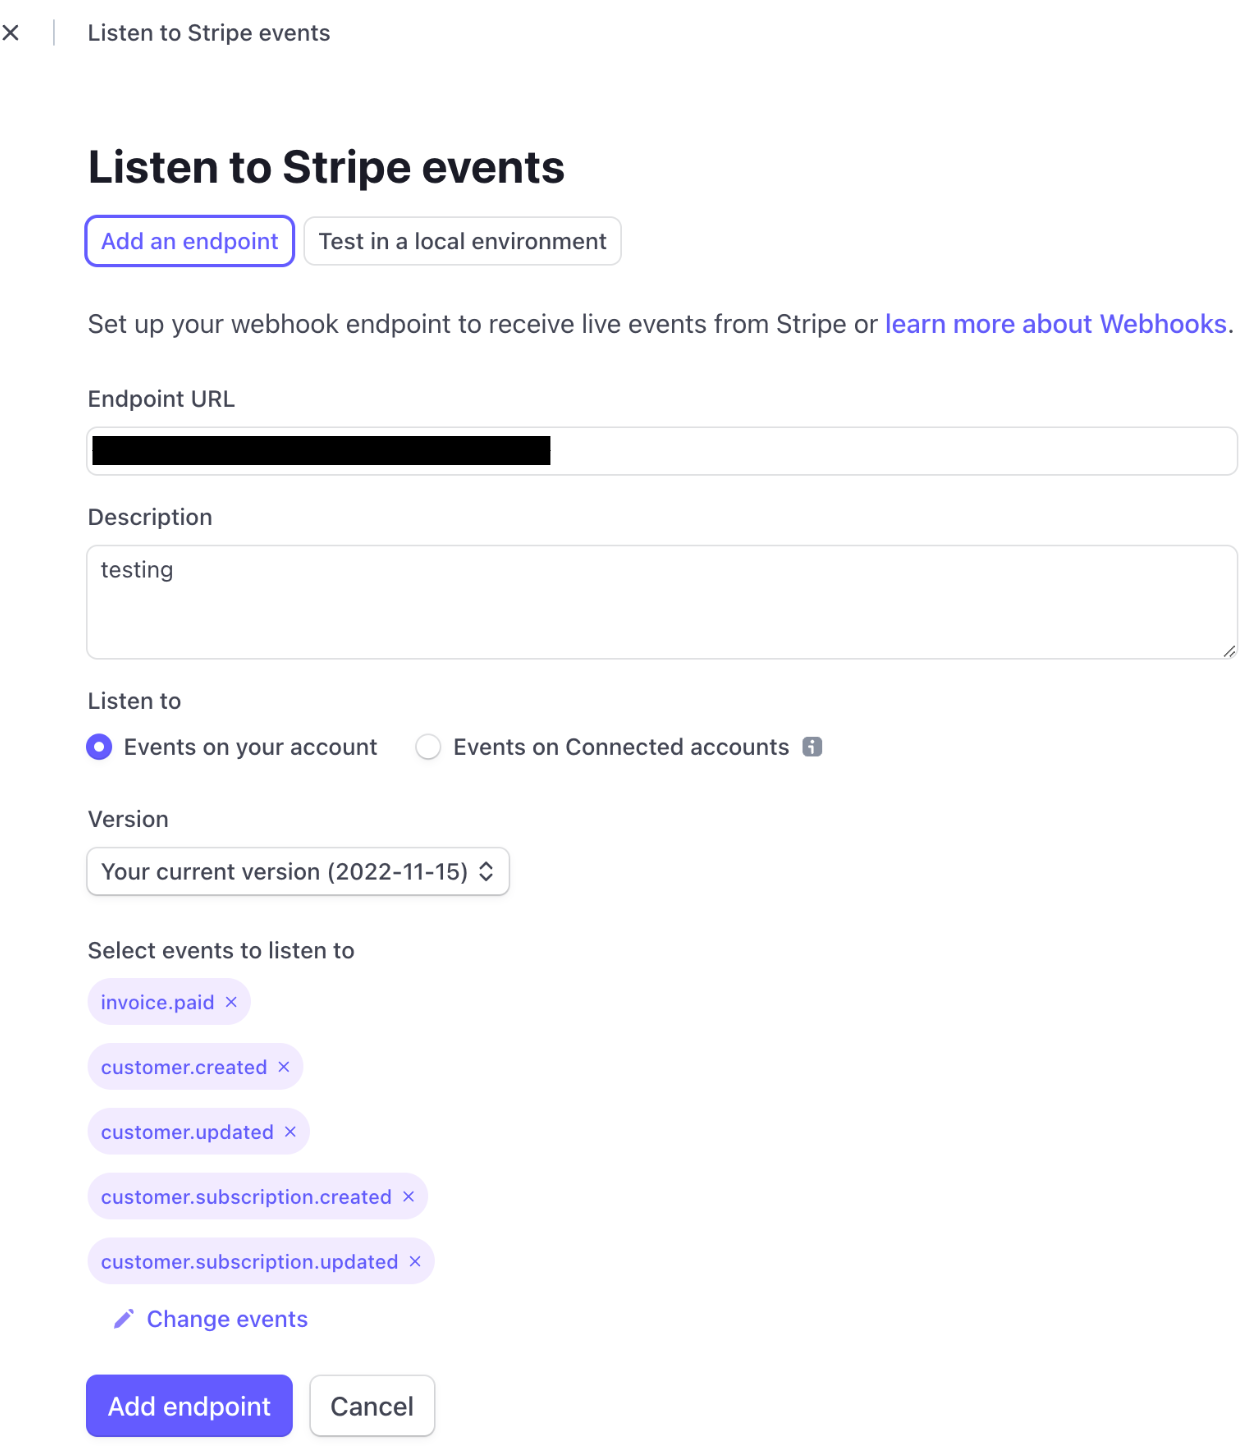 Listen to Stripe events
Listen to Stripe events
Add an endpoint
Test in a local environment
Set up your webhook endpoint to receive live events from Stripe or learn more about Webhooks.
Endpoint URL
Description
testing
Listen to
Events on your account
Events on Connected accounts
Version
Your current version (2022-11-15)
Select events to listen to
invoice.paid ×
customer.created ×
customer.updated ×
customer.subscription.created ×
customer.subscription.updated ×
Change events
Add endpoint
Cancel